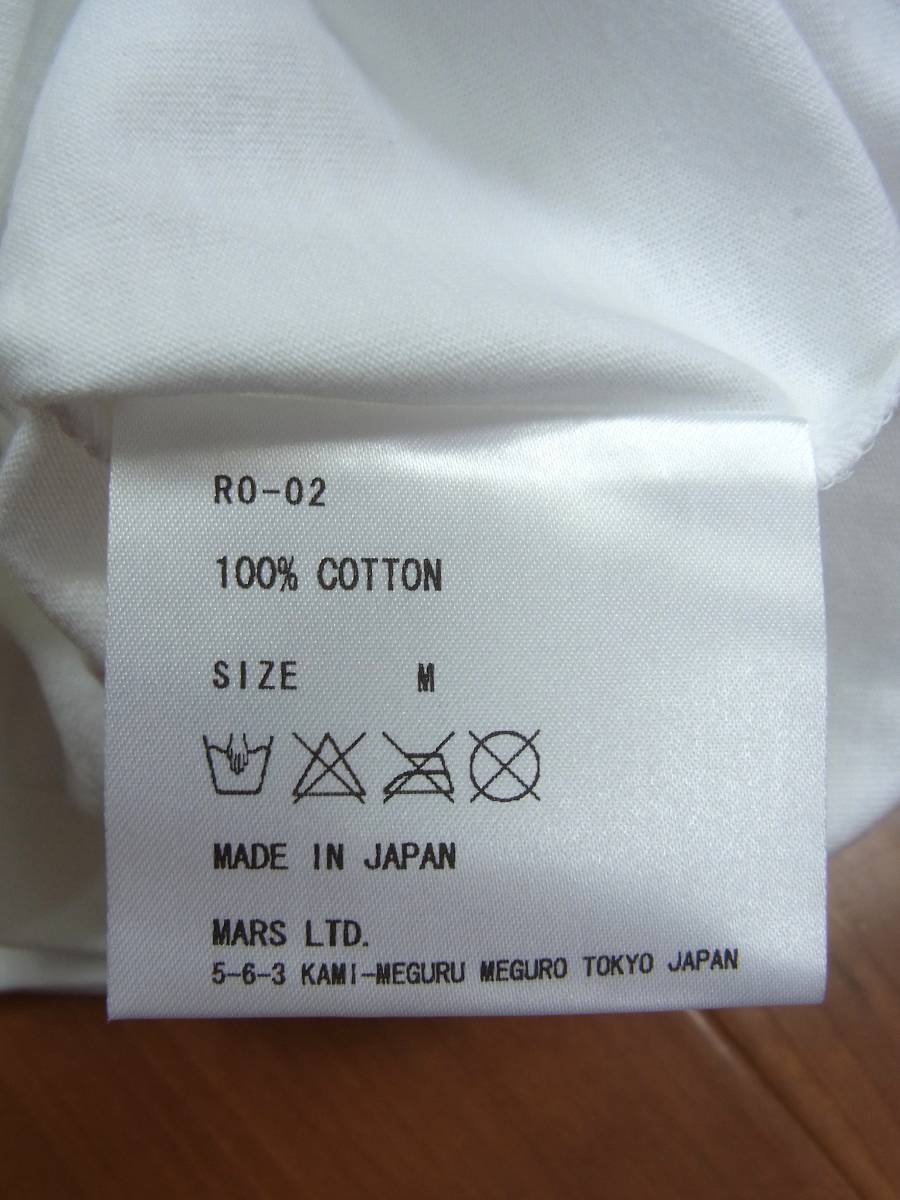 RO-02
100% COTTON
SIZE M
MADE IN JAPAN
MARS LTD.
5-6-3 KAMI-MEGURU MEGURO TOKYO JAPAN